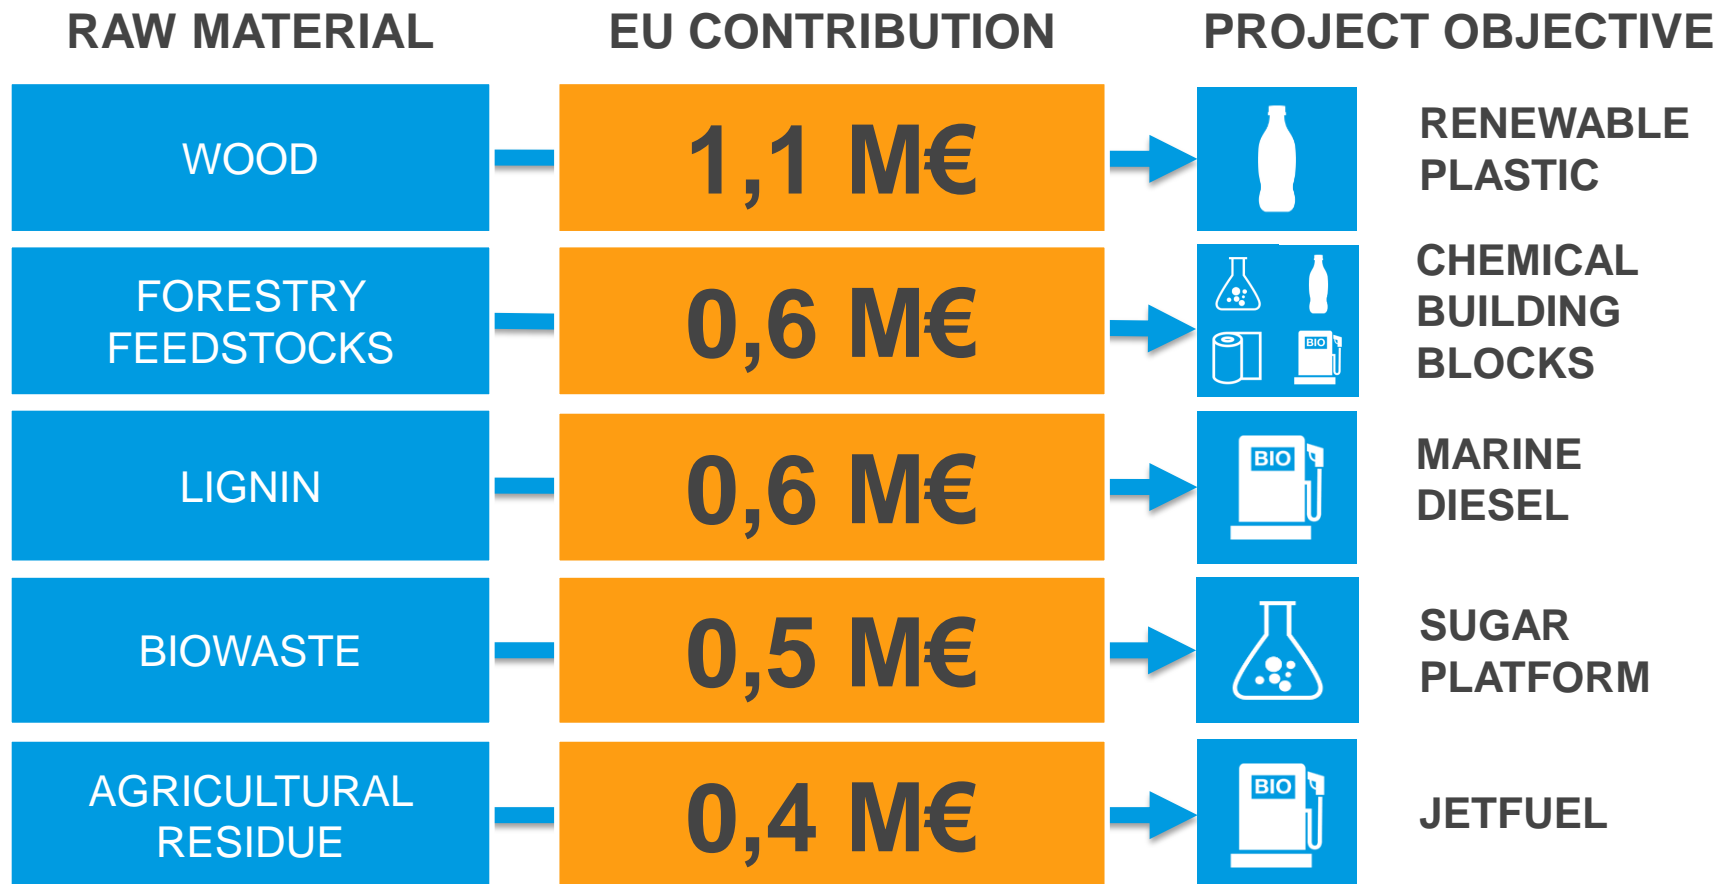 RAW MATERIAL
EU CONTRIBUTION
PROJECT OBJECTIVE
WOOD
1,1 M€
RENEWABLE
PLASTIC
FORESTRY
FEEDSTOCKS
0,6 M€
BIO
CHEMICAL
BUILDING
BLOCKS
LIGNIN
0,6 M€
BIO
MARINE
DIESEL
BIOWASTE
0,5 M€
SUGAR
PLATFORM
AGRICULTURAL
RESIDUE
0,4 M€
BIO
JETFUEL